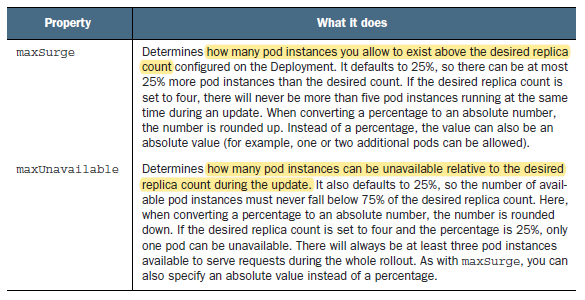 Property What it does
maxSurge Determines how many pod instances you allow to exist above the desired replica
count configured on the Deployment. It defaults to 25%, so there can be at most
25% more pod instances than the desired count. If the desired replica count is
set to four, there will never be more than five pod instances running at the same
time during an update. When converting a percentage to an absolute number,
the number is rounded up. Instead of a percentage, the value can also be an
absolute value (for example, one or two additional pods can be allowed).
maxUnavailable Determines how many pod instances can be unavailable relative to the desired
replica count during the update. It also defaults to 25%, so the number of avail-
able pod instances must never fall below 75% of the desired replica count. Here,
when converting a percentage to an absolute number, the number is rounded
down. If the desired replica count is set to four and the percentage is 25%, only
one pod can be unavailable. There will always be at least three pod instances
available to serve requests during the whole rollout. As with maxSurge, you can
also specify an absolute value instead of a percentage.